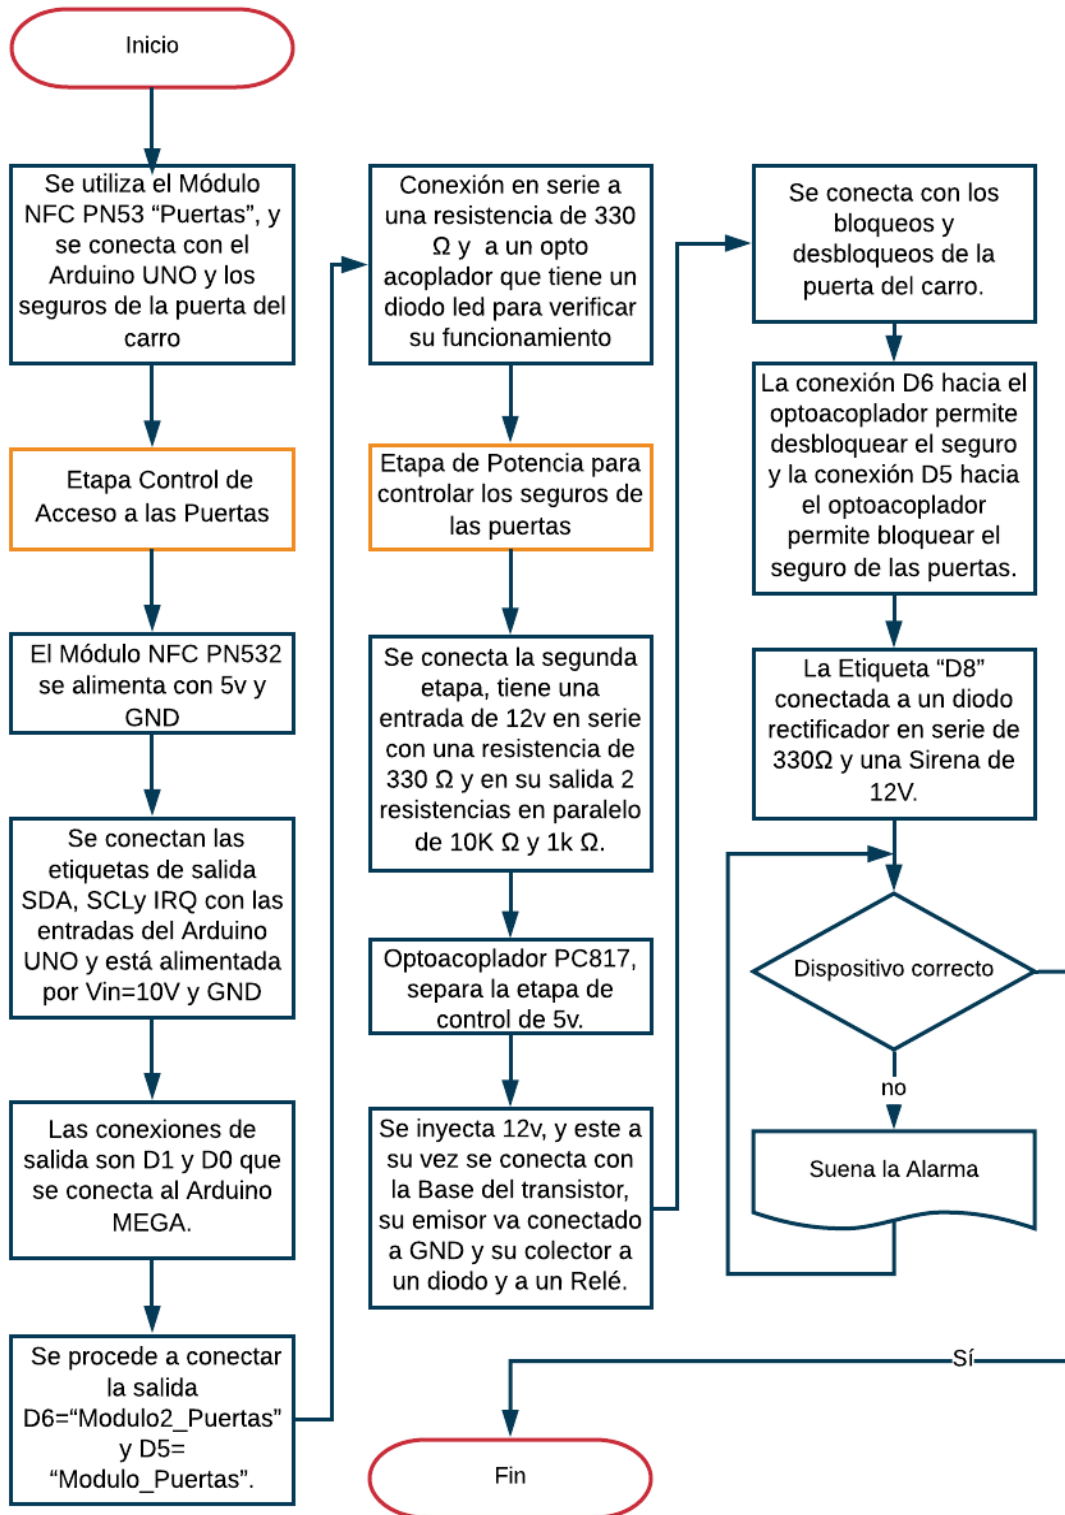 Inicio
Se utiliza el Módulo
NFC PN53 “Puertas”, y
se conecta con el
Arduino UNO y los
seguros de la puerta del
carro
Etapa Control de
Acceso a las Puertas
El Módulo NFC PN532
se alimenta con 5v y
GND
Se conectan las
etiquetas de salida
SDA, SCLy IRQ con las
entradas del Arduino
UNO y está alimentada
por Vin=10V y GND
Las conexiones de
salida son D1 y D0 que
se conecta al Arduino
MEGA.
Se procede a conectar
la salida
D6=“Modulo2_Puertas”
y D5=
“Modulo_Puertas”.
Conexión en serie a
una resistencia de 330
Ω y a un opto
acoplador que tiene un
diodo led para verificar
su funcionamiento
Etapa de Potencia para
controlar los seguros de
las puertas
Se conecta la segunda
etapa, tiene una
entrada de 12v en serie
con una resistencia de
330 Ω y en su salida 2
resistencias en paralelo
de 10K Ω y 1k Ω.
Optoacoplador PC817,
separa la etapa de
control de 5v.
Se inyecta 12v, y este a
su vez se conecta con
la Base del transistor,
su emisor va conectado
a GND y su colector a
un diodo y a un Relé.
Se conecta con los
bloqueos y
desbloqueos de la
puerta del carro.
La conexión D6 hacia el
optoacoplador permite
desbloquear el seguro
y la conexión D5 hacia
el optoacoplador
permite bloquear el
seguro de las puertas.
La Etiqueta “D8”
conectada a un diodo
rectificador en serie de
330Ω y una Sirena de
12V.
Dispositivo correcto
no
Suena la Alarma
Sí
Fin